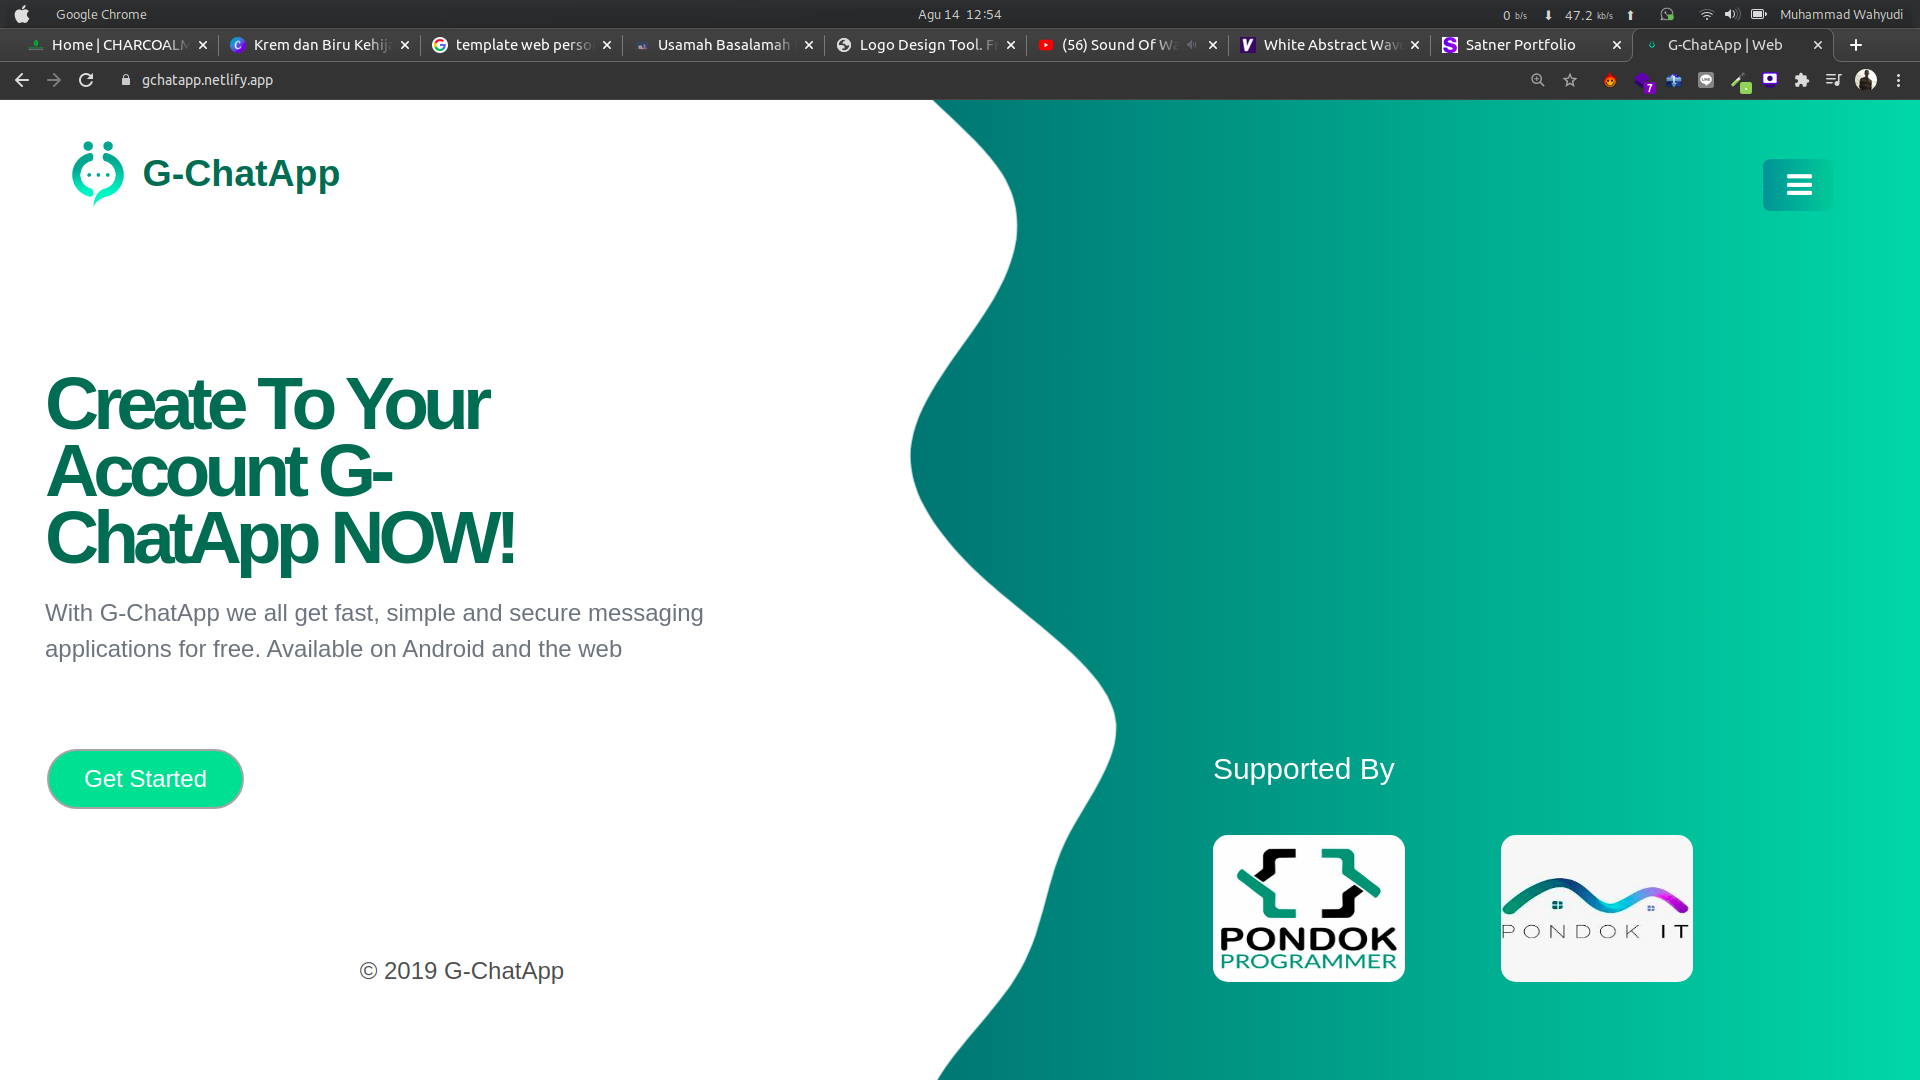 Google Chrome
Agu 14 12:54
0 b/s
47.2 kb/s
Muhammad Wahyudi
Home | CHARCOALM
Krem dan Biru Kehij
template web perso
Usamah Basalamah
Logo Design Tool. Fr
(56) Sound Of Wa
White Abstract Wav
Satner Portfolio
G-ChatApp | Web
gchatapp.netlify.app
7
G-ChatApp
Create To Your
Account G-
ChatApp NOW!
With G-ChatApp we all get fast, simple and secure messaging
applications for free. Available on Android and the web
Get Started
Supported By
PONDOK
PROGRAMMER
PONDOK IT
© 2019 G-ChatApp